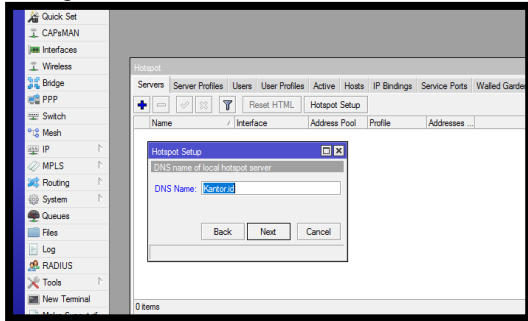 Quick Set
CAPsMAN
Interfaces
Wireless
Bridge
PPP
Switch
Mesh
IP
MPLS
Routing
System
Queues
Files
Log
RADIUS
Tools
New Terminal
Hotspot
Servers Server Profiles Users User Profiles Active Hosts IP Bindings Service Ports Walled Garde
Reset HTML Hotspot Setup
Name Interface Address Pool Profile Addresses ...
Hotspot Setup
DNS name of local hotspot server
DNS Name: Kantor.id
Back Next Cancel
0 items